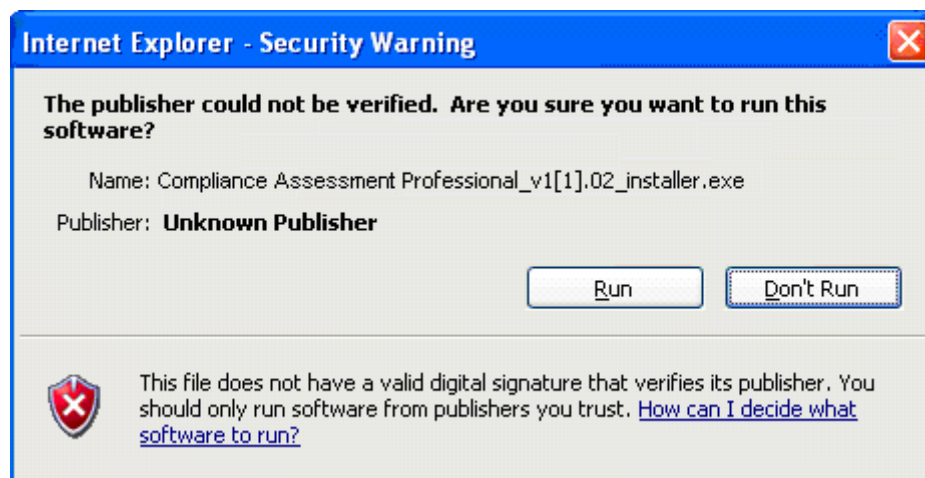 Internet Explorer - Security Warning
The publisher could not be verified.  Are you sure you want to run this
software?
Name: Compliance Assessment Professional_v1[1].02_installer.exe
Publisher: Unknown Publisher
Run Don't Run
This file does not have a valid digital signature that verifies its publisher. You
should only run software from publishers you trust. How can I decide what
software to run?